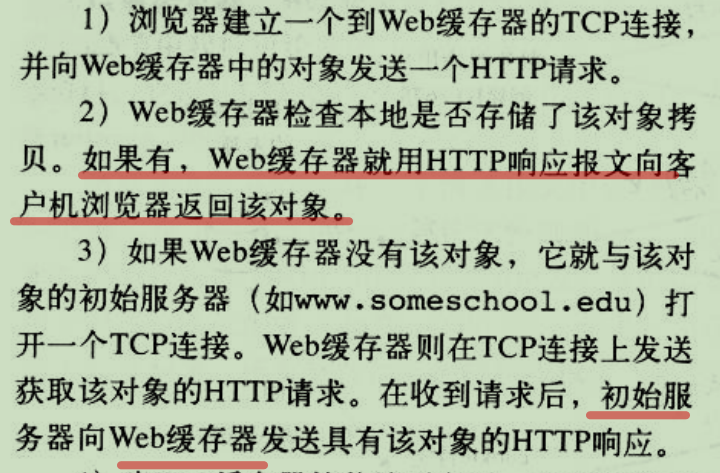 1）浏览器建立一个到Web缓存器的TCP连接，
并向Web缓存器中的对象发送一个HTTP请求。
2）Web缓存器检查本地是否存储了该对象拷
贝。如果有，Web缓存器就用HTTP响应报文向客
户机浏览器返回该对象。
3）如果Web缓存器没有该对象，它就与该对
象的初始服务器（如www.someschool.edu）打
开一个TCP连接。Web缓存器则在TCP连接上发送
获取该对象的HTTP请求。在收到请求后，初始服
务器向Web缓存器发送具有该对象的HTTP响应。